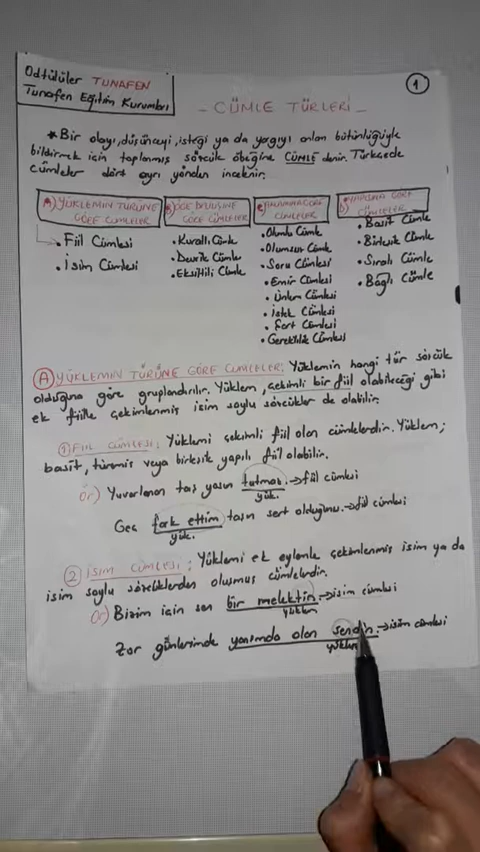 Odtülüler TUNAFEN
Tunafen Eğitim Kurumları
1
- CÜMLE TÜRLERİ -
* Bir olayı, düşünceyi, isteği ya da yargıyı anlam bütünlüğüyle
bildirmek için toplanmış sözcük öbeğine CÜMLE denir. Türkçede
cümleler dört ayrı yönden incelenir.
A) YÜKLEMİN TÜRÜNE GÖRE CÜMLELER
• Fiil Cümlesi
• İsim Cümlesi
B) ÖGE DİZİLİŞİNE GÖRE CÜMLELER
• Kurallı Cümle
• Devrik Cümle
• Eksiltili Cümle
C) ANLAMINA GÖRE CÜMLELER
• Olumlu Cümle
• Olumsuz Cümle
• Soru Cümlesi
• Emir Cümlesi
• Ünlem Cümlesi
• İstek Cümlesi
• Şart Cümlesi
• Gereklilik Cümlesi
D) YAPISINA GÖRE CÜMLELER
• Basit Cümle
• Birleşik Cümle
• Sıralı Cümle
• Bağlı Cümle
A) YÜKLEMİN TÜRÜNE GÖRE CÜMLELER: Yüklemin hangi tür sözcük
olduğuna göre gruplandırılır. Yüklem, çekimli bir fiil olabileceği gibi
ek fiille çekimlenmiş isim soylu sözcükler de olabilir.
1) FİİL CÜMLESİ: Yüklemi çekimli fiil olan cümlelerdir. Yüklem;
basit, türemiş veya birleşik yapılı fiil olabilir.
Ör) Yuvarlanan taş yosun tutmaz. → fiil cümlesi
yük.
Geç fark ettim taşın sert olduğunu. → fiil cümlesi
yük.
2 İSİM CÜMLESİ: Yüklemi ek eylemle çekimlenmiş isim ya da
isim soylu sözcüklerden oluşmuş cümlelerdir.
Ör) Bizim için sen bir melektin. → isim cümlesi
yüklem
Zor günlerimde yanımda olan sendin. → isim cümlesi
yüklem